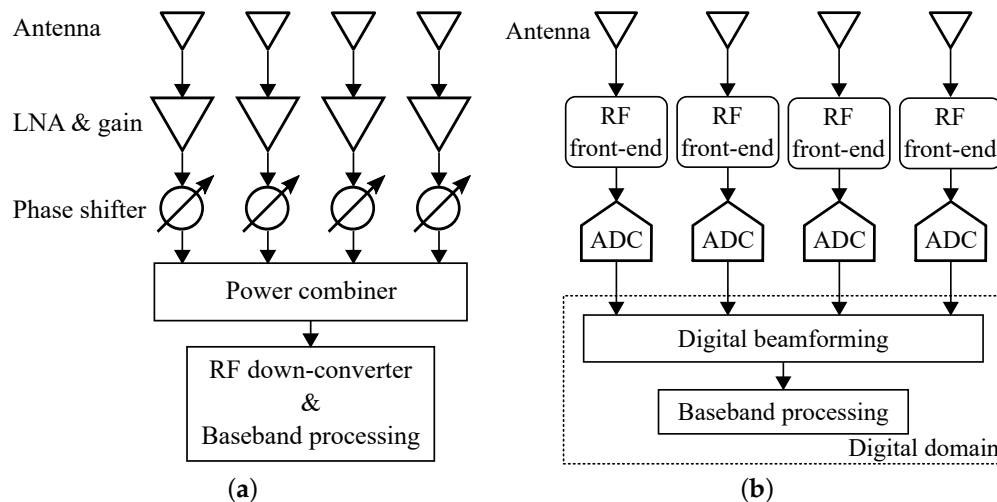 Antenna
LNA & gain
Phase shifter
Power combiner
RF down-converter
&
Baseband processing
(a)
Antenna
RF
front-end
RF
front-end
RF
front-end
RF
front-end
ADC
ADC
ADC
ADC
Digital beamforming
Baseband processing
Digital domain
(b)